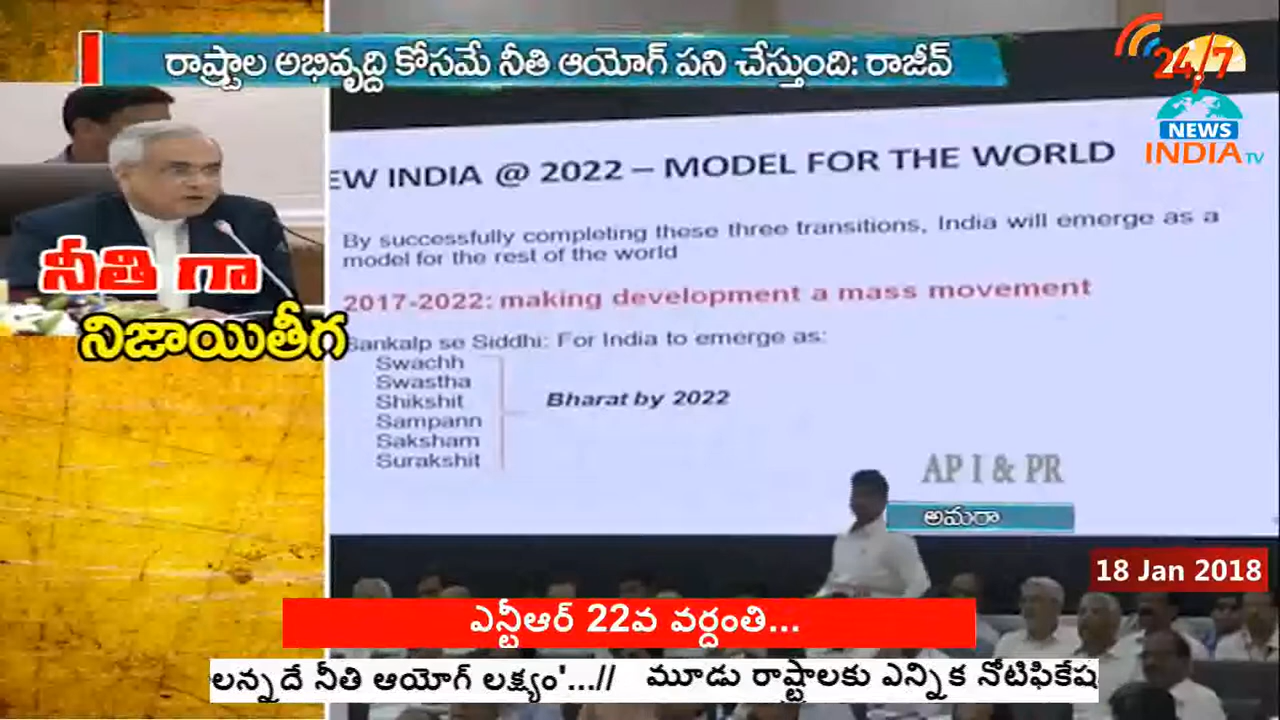 రాష్ట్రాల అభివృద్ది కోసమే నీతి ఆయోగ్ పని చేస్తుంది: రాజీవ్
24/7
NEWS
INDIA TV
EW INDIA @ 2022 – MODEL FOR THE WORLD
By successfully completing these three transitions, India will emerge as a
model for the rest of the world
నీతి గా
నిజాయితీగ
2017-2022: making development a mass movement
Sankalp se Siddhi: For India to emerge as:
Swachh
Swastha
Shikshit
Sampann
Saksham
Surakshit
Bharat by 2022
AP I & PR
అమరా
18 Jan 2018
ఎన్టీఆర్ 22వ వర్దంతి...
లన్నదే నీతి ఆయోగ్ లక్ష్యం'...// మూడు రాష్టాలకు ఎన్నిక నోటిఫికేష